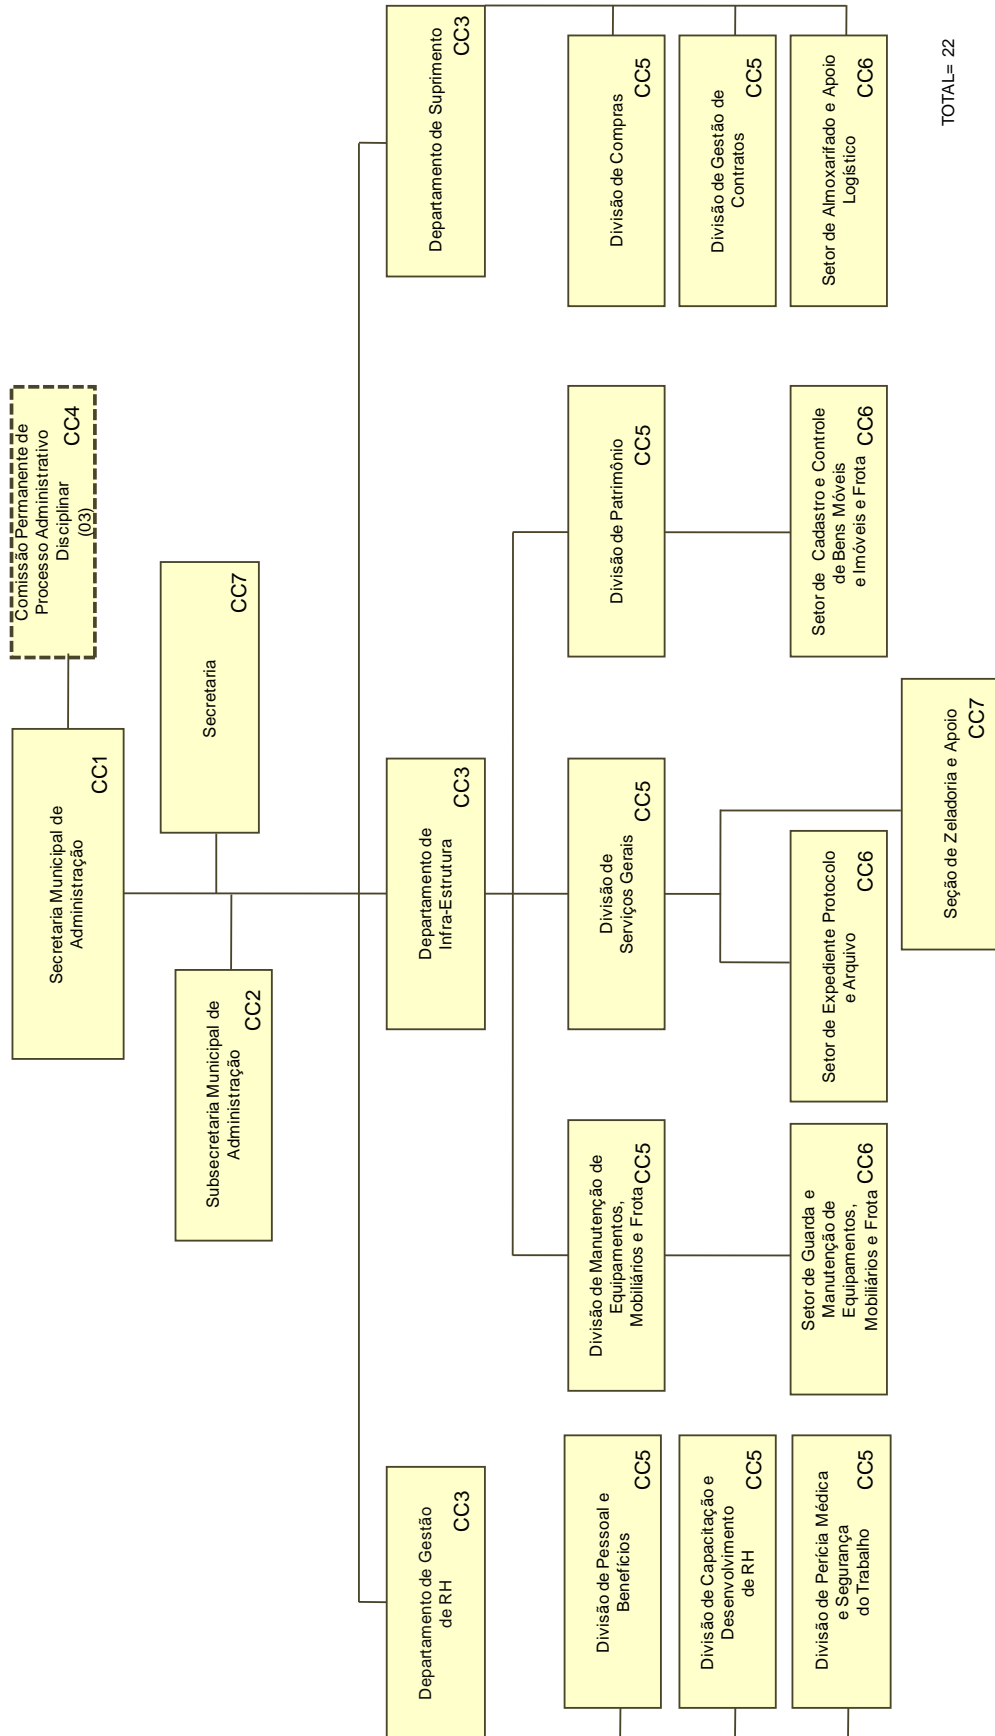 Secretaria Municipal de
Administração
CC1
Comissão Permanente de
Processo Administrativo
Disciplinar
(03)
CC4
Secretaria
CC7
Subsecretaria Municipal de
Administração
CC2
Departamento de Gestão
de RH
CC3
Departamento de
Infra-Estrutura
CC3
Departamento de Suprimento
CC3
Divisão de Pessoal e
Benefícios
CC5
Divisão de Manutenção de
Equipamentos,
Mobiliários e Frota
CC5
Divisão de
Serviços Gerais
CC5
Divisão de Patrimônio
CC5
Divisão de Compras
CC5
Divisão de Capacitação e
Desenvolvimento
de RH
CC5
Divisão de Gestão de
Contratos
CC5
Divisão de Perícia Médica
e Segurança
do Trabalho
CC5
Setor de Guarda e
Manutenção de
Equipamentos,
Mobiliários e Frota
CC6
Setor de Expediente Protocolo
e Arquivo
CC6
Setor de Cadastro e Controle
de Bens Móveis
e Imóveis e Frota
CC6
Setor de Almoxarifado e Apoio
Logístico
CC6
Seção de Zeladoria e Apoio
CC7
TOTAL= 22